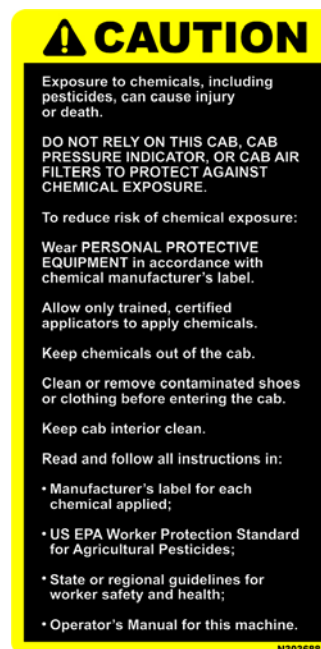 CAUTION
Exposure to chemicals, including
pesticides, can cause injury
or death.
DO NOT RELY ON THIS CAB, CAB
PRESSURE INDICATOR, OR CAB AIR
FILTERS TO PROTECT AGAINST
CHEMICAL EXPOSURE.
To reduce risk of chemical exposure:
Wear PERSONAL PROTECTIVE
EQUIPMENT in accordance with
chemical manufacturer’s label.
Allow only trained, certified
applicators to apply chemicals.
Keep chemicals out of the cab.
Clean or remove contaminated shoes
or clothing before entering the cab.
Keep cab interior clean.
Read and follow all instructions in:
• Manufacturer’s label for each
chemical applied;
• US EPA Worker Protection Standard
for Agricultural Pesticides;
• State or regional guidelines for
worker safety and health;
• Operator’s Manual for this machine.